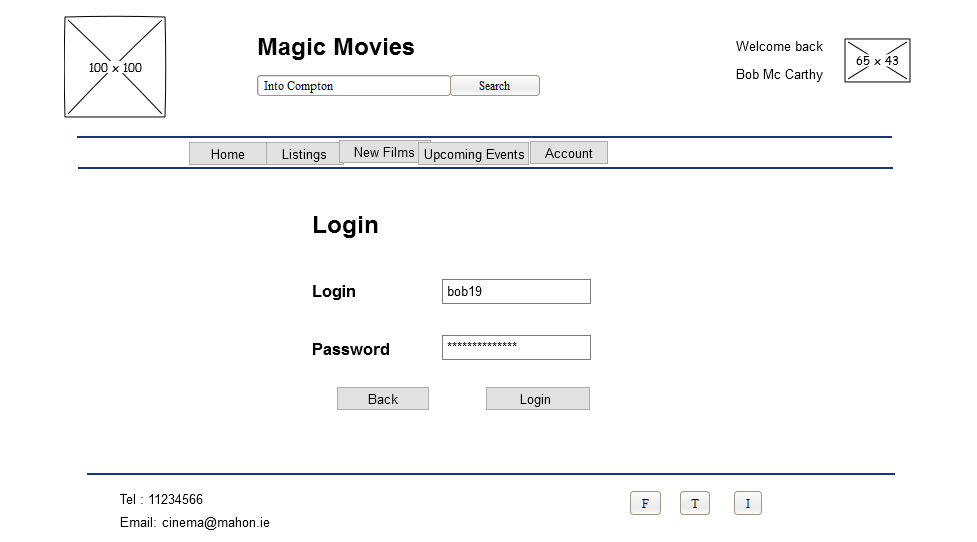 100 x 100
Magic Movies
Into Compton
Search
Welcome back
Bob Mc Carthy
65 x 43
Home Listings New Films Upcoming Events Account
Login
Login bob19
Password **************
Back Login
Tel : 11234566
Email: cinema@mahon.ie
F T I